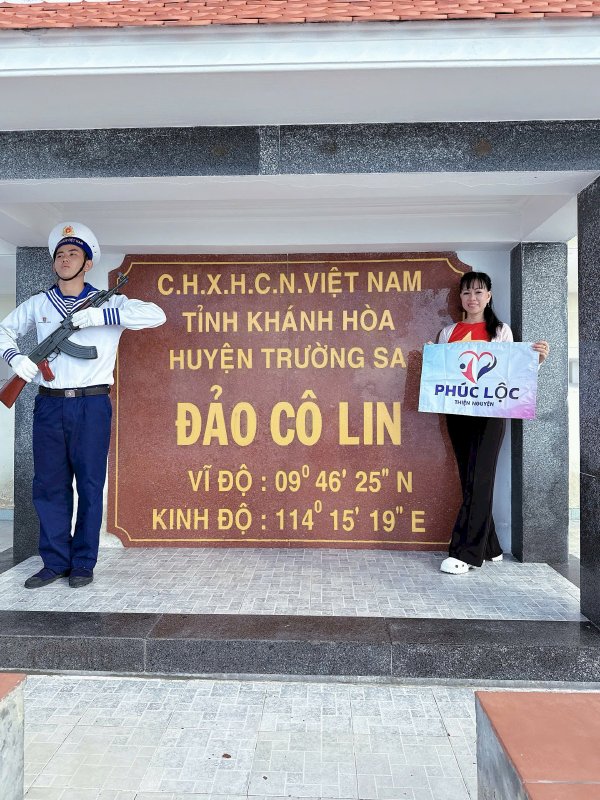 C.H.X.H.C.N.VIỆT NAM
TỈNH KHÁNH HÒA
HUYỆN TRƯỜNG SA
ĐẢO CÔ LIN
VĨ ĐỘ : 09⁰ 46' 25" N
KINH ĐỘ : 114⁰ 15' 19" E
PHÚC LỘC
THIỆN NGUYỆN